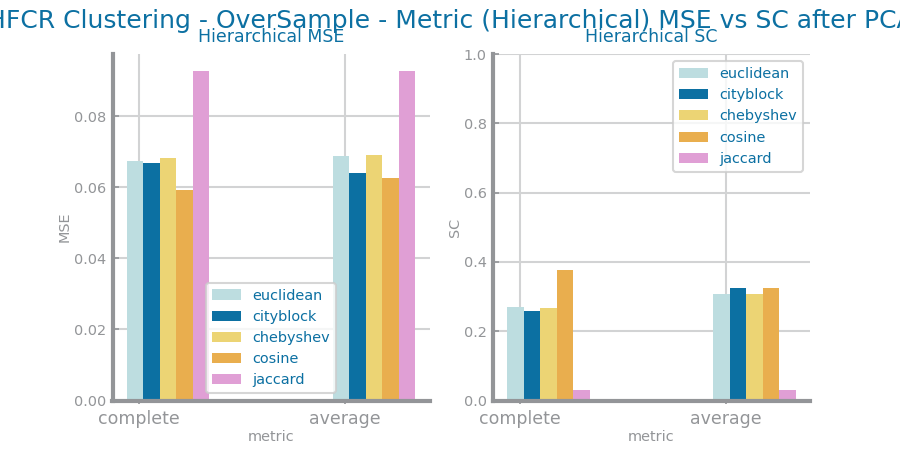 HFCR Clustering - OverSample - Metric (Hierarchical) MSE vs SC after PCA
Hierarchical MSE
MSE
0.08
0.06
0.04
0.02
0.00
euclidean
cityblock
chebyshev
cosine
jaccard
complete
average
metric
Hierarchical SC
SC
1.0
0.8
0.6
0.4
0.2
0.0
euclidean
cityblock
chebyshev
cosine
jaccard
complete
average
metric